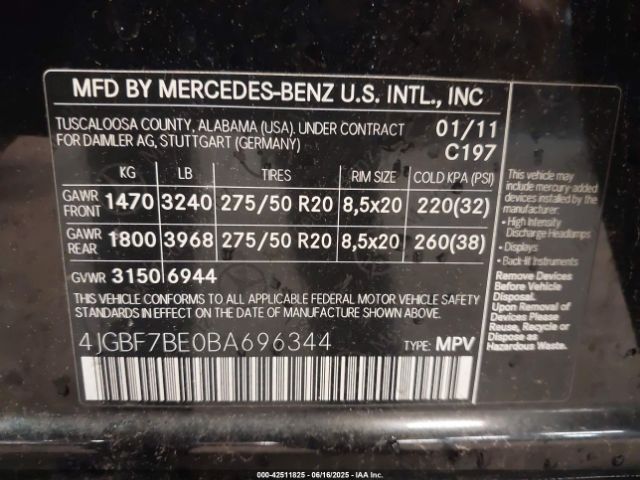 MFD BY MERCEDES-BENZ U.S. INTL., INC
TUSCALOOSA COUNTY, ALABAMA (USA). UNDER CONTRACT
FOR DAIMLER AG, STUTTGART (GERMANY)
01/11
C197
KG LB TIRES RIM SIZE COLD KPA (PSI)
GAWR FRONT 1470 3240 275/50 R20 8,5x20 220(32)
GAWR REAR 1800 3968 275/50 R20 8,5x20 260(38)
GVWR 3150 6944
THIS VEHICLE CONFORMS TO ALL APPLICABLE FEDERAL MOTOR VEHICLE SAFETY
STANDARDS IN EFFECT ON THE DATE OF MANUFACTURE SHOWN ABOVE.
4JGBF7BE0BA696344 TYPE: MPV
This vehicle may
include mercury-added
devices installed by the
manufacturer:
• High Intensity
Discharge Headlamps
• Displays
• Back-lit Instruments
Remove Devices
Before Vehicle
Disposal.
Upon Removal of
Devices Please
Reuse, Recycle or
Dispose as
Hazardous Waste.
000-42511825 - 06/16/2025 - IAA Inc.